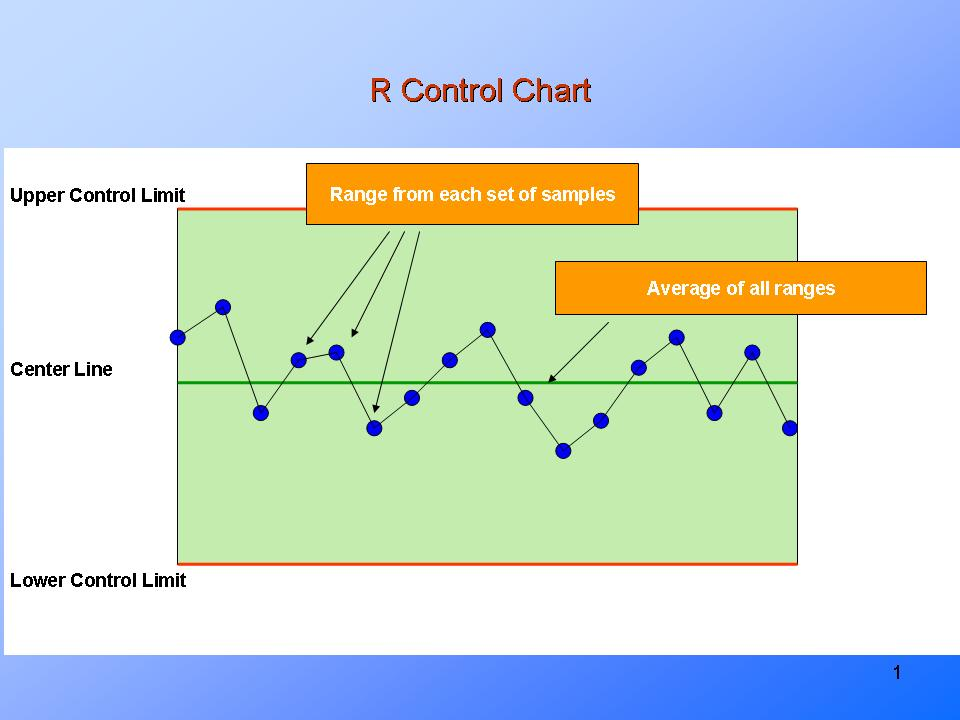 R Control Chart
Upper Control Limit
Range from each set of samples
Average of all ranges
Center Line
Lower Control Limit
1